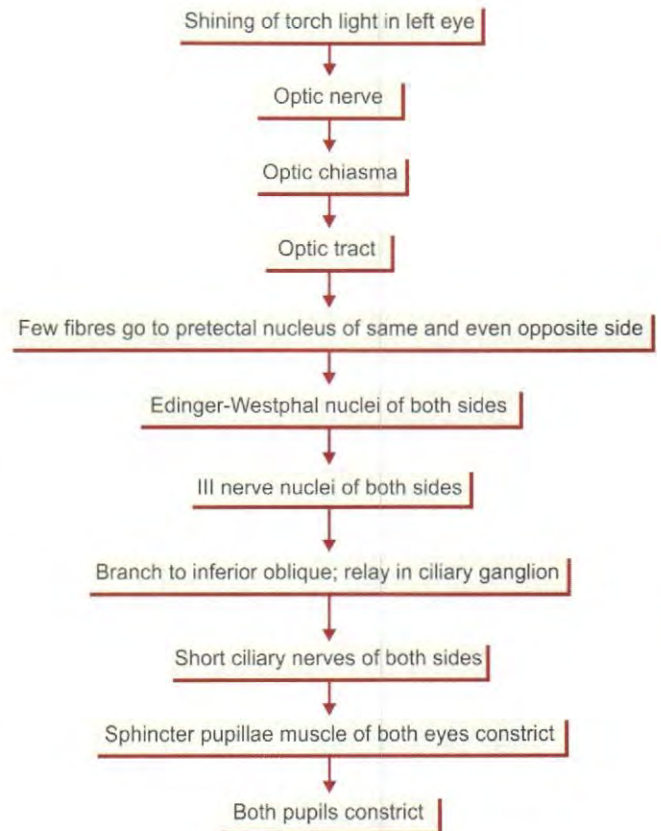 Shining of torch light in left eye
Optic nerve
Optic chiasma
Optic tract
Few fibres go to pretectal nucleus of same and even opposite side
Edinger-Westphal nuclei of both sides
III nerve nuclei of both sides
Branch to inferior oblique; relay in ciliary ganglion
Short ciliary nerves of both sides
Sphincter pupillae muscle of both eyes constrict
Both pupils constrict